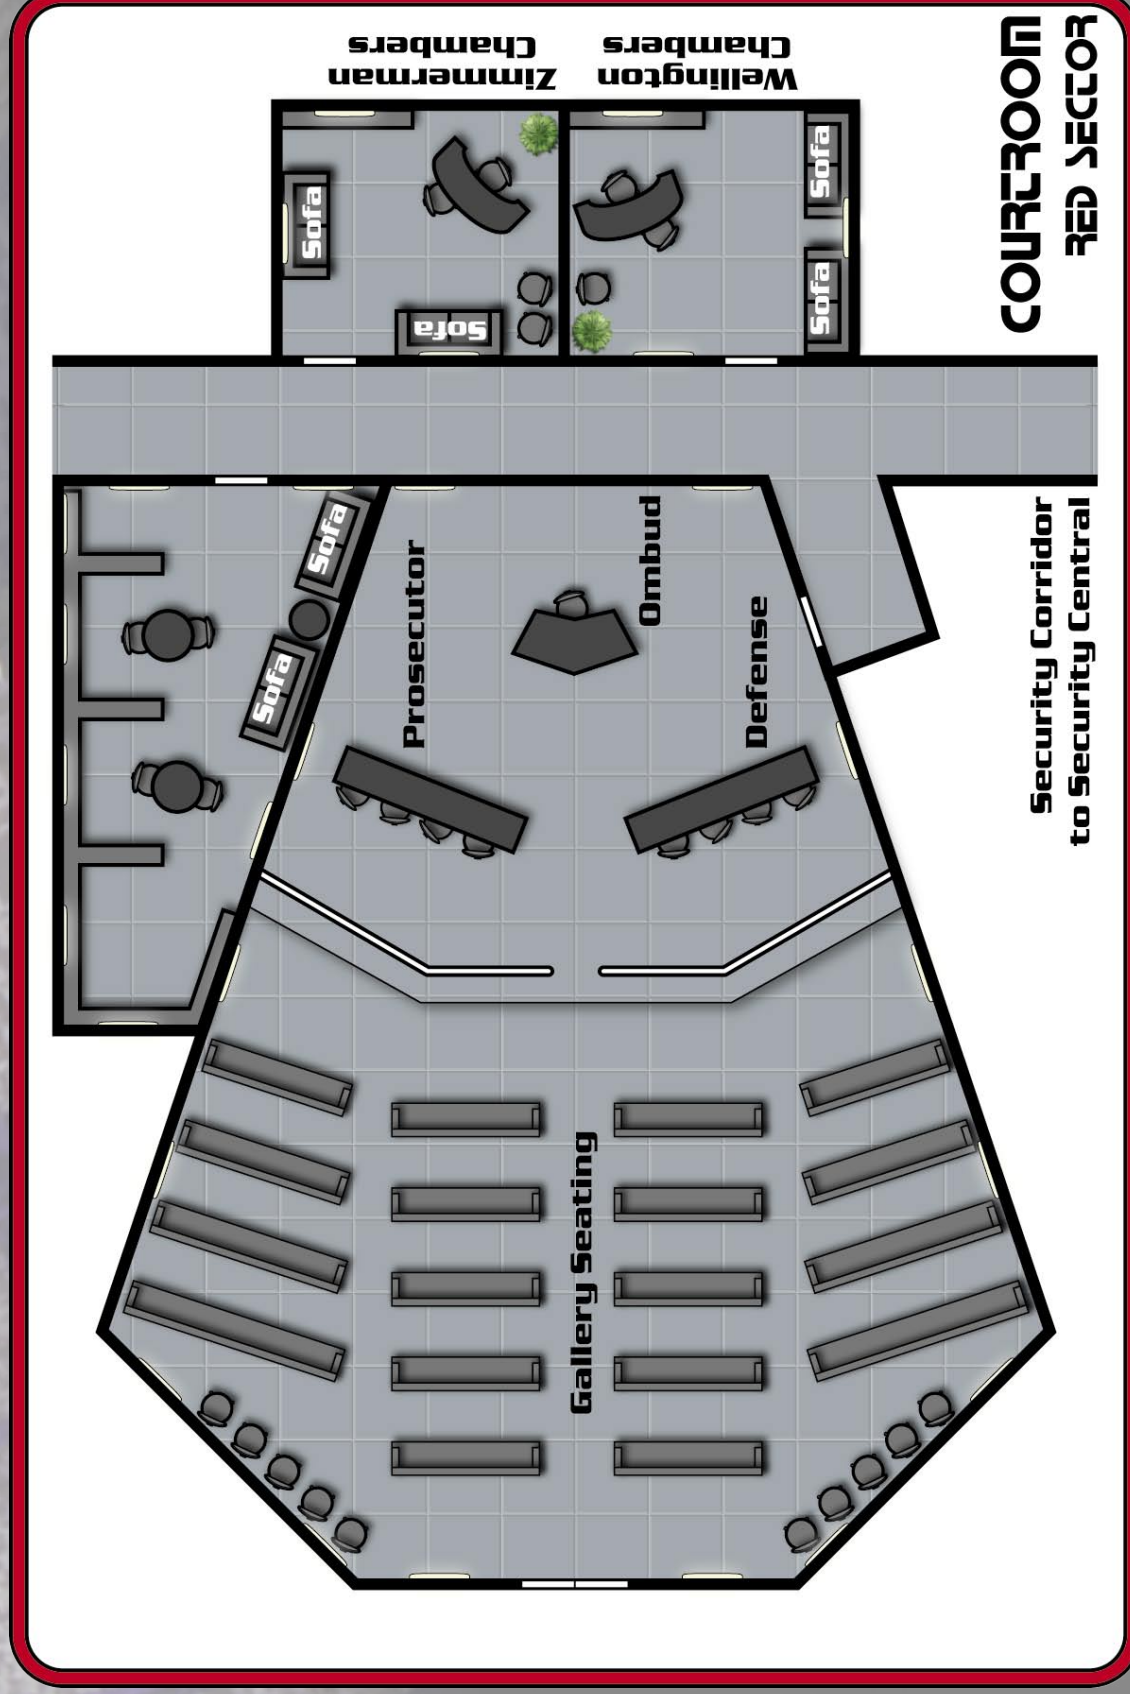 COURTROOM
RED SECTOR
Zimmerman
Chambers
Wellington
Chambers
Sofa
Sofa
Sofa
Sofa
Sofa
Sofa
Prosecutor
Ombud
Defense
Security Corridor
to Security Central
Gallery Seating